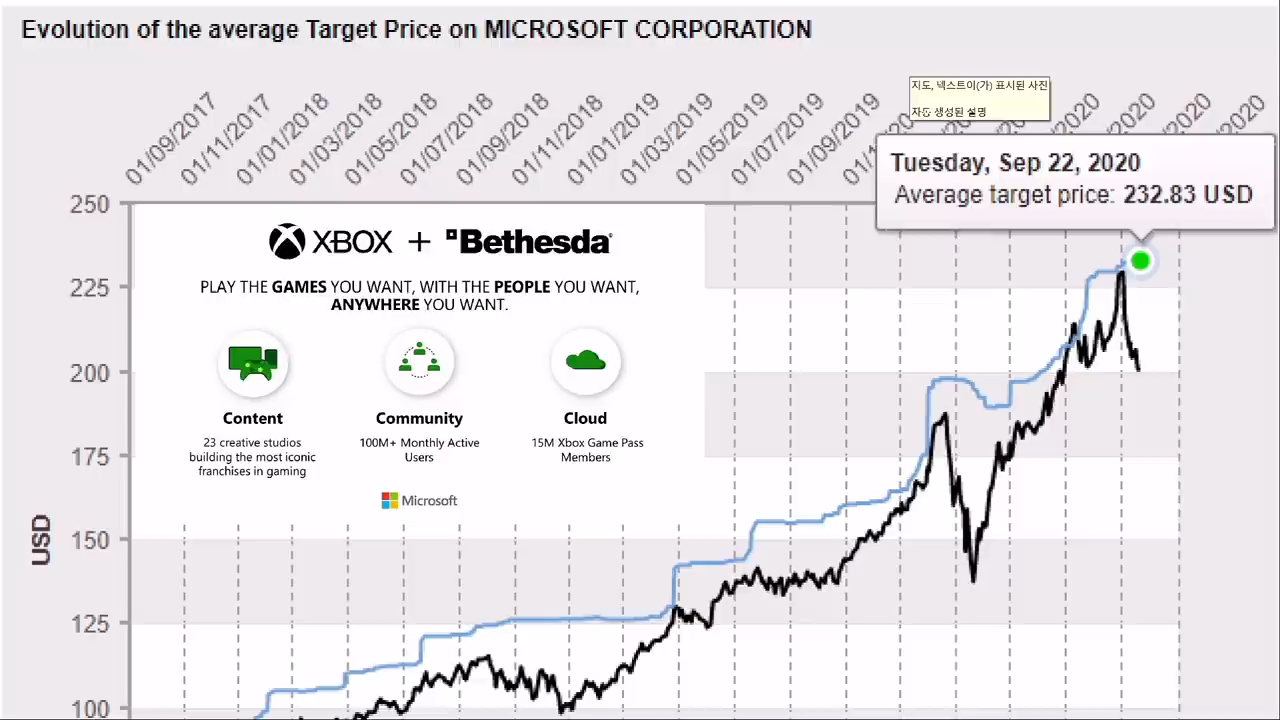 Evolution of the average Target Price on MICROSOFT CORPORATION
01/09/2017
01/11/2017
01/01/2018
01/03/2018
01/05/2018
01/07/2018
01/09/2018
01/11/2018
01/01/2019
01/03/2019
01/05/2019
01/07/2019
01/09/2019
지도, 텍스트이(가) 표시된 사진
자동 생성된 설명
Tuesday, Sep 22, 2020
Average target price: 232.83 USD
250
225
200
175
150
125
100
USD
XBOX + Bethesda
PLAY THE GAMES YOU WANT, WITH THE PEOPLE YOU WANT,
ANYWHERE YOU WANT.
Content
23 creative studios
building the most iconic
franchises in gaming
Community
100M+ Monthly Active
Users
Cloud
15M Xbox Game Pass
Members
Microsoft